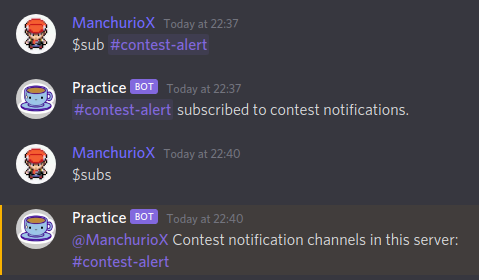 ManchurioX Today at 22:37
$sub #contest-alert
Practice BOT Today at 22:37
#contest-alert subscribed to contest notifications.
ManchurioX Today at 22:40
$subs
Practice BOT Today at 22:40
@ManchurioX Contest notification channels in this server:
#contest-alert